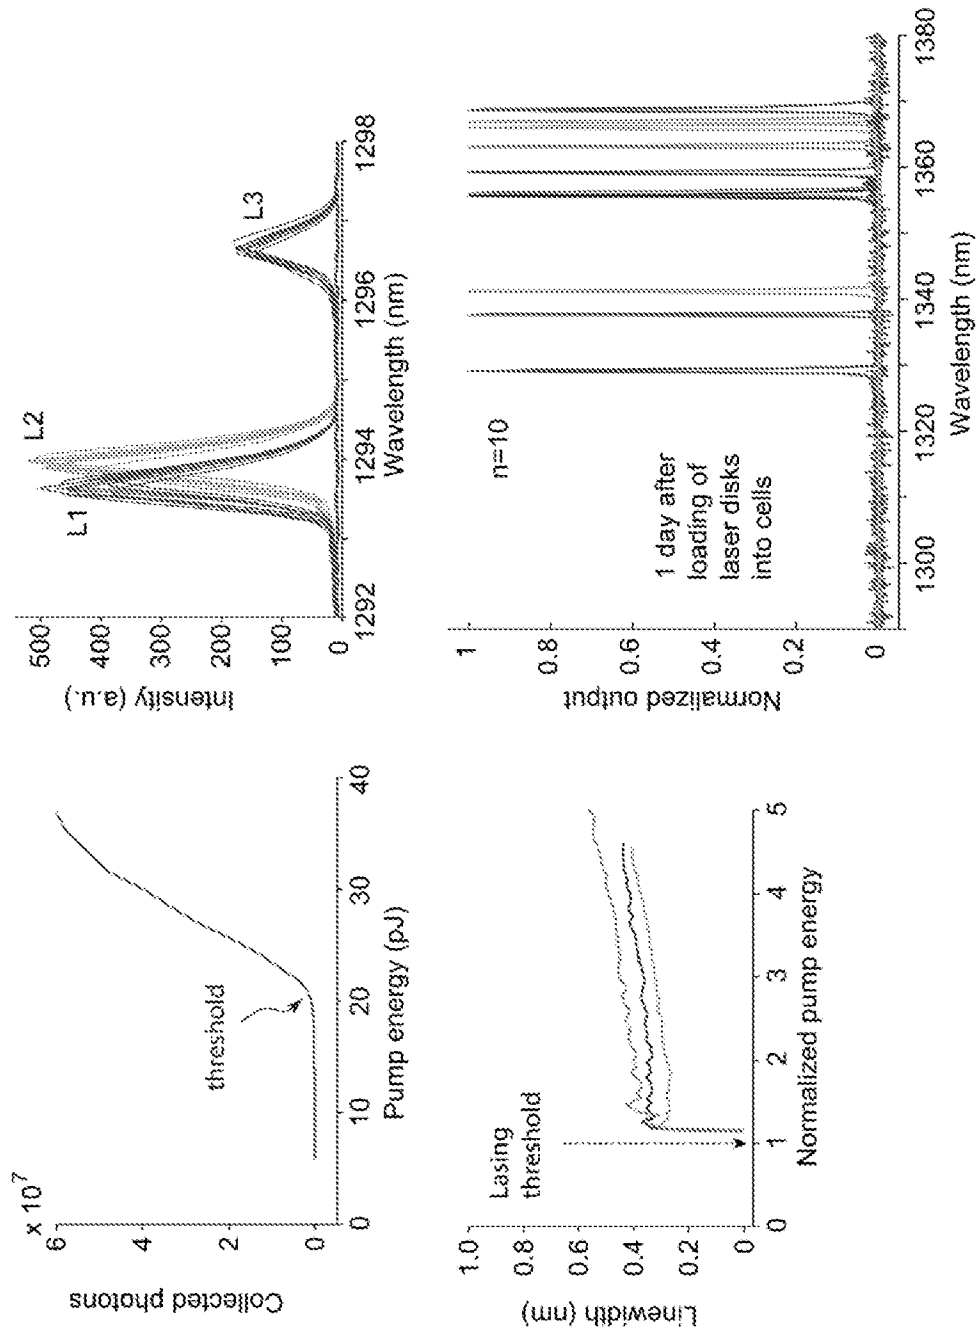 x 10^7
6
4
2
0
Collected photons
threshold
0
10
20
30
40
Pump energy (pJ)
500
400
300
200
100
0
Intensity (a.u.)
L1
L2
L3
1292
1294
1296
1298
Wavelength (nm)
1.0
0.8
0.6
0.4
0.2
0
Linewidth (nm)
Lasing
threshold
0
1
2
3
4
5
Normalized pump energy
1
0.8
0.6
0.4
0.2
0
Normalized output
n=10
1 day after
loading of
laser disks
into cells
1300
1320
1340
1360
1380
Wavelength (nm)